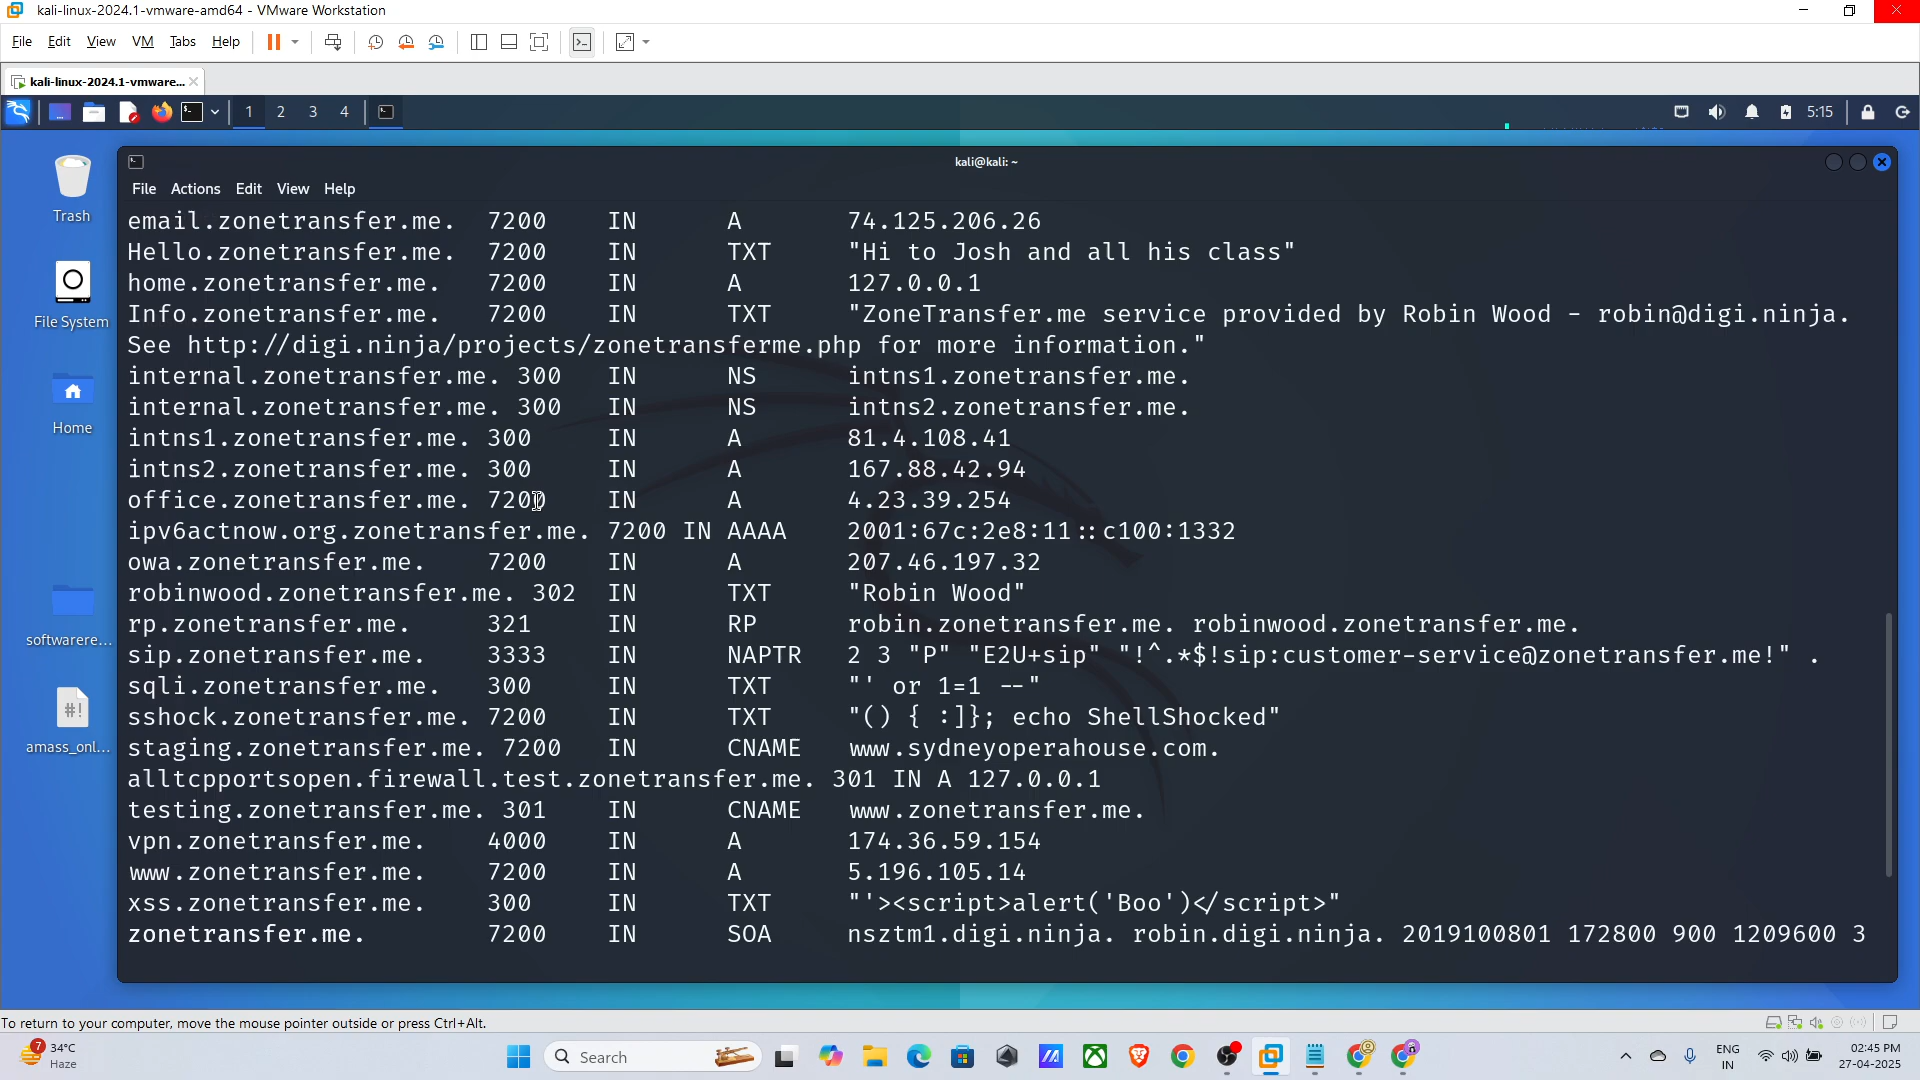 kali-linux-2024.1-vmware-amd64 - VMware Workstation
File Edit View VM Tabs Help
kali-linux-2024.1-vmware...
1 2 3 4 5:15
Trash
File System
Home
softwarere...
#!
amass_onl...
kali@kali: ~
File Actions Edit View Help
email.zonetransfer.me. 7200 IN A 74.125.206.26
Hello.zonetransfer.me. 7200 IN TXT "Hi to Josh and all his class"
home.zonetransfer.me. 7200 IN A 127.0.0.1
Info.zonetransfer.me. 7200 IN TXT "ZoneTransfer.me service provided by Robin Wood - robin@digi.ninja.
See http://digi.ninja/projects/zonetransferme.php for more information."
internal.zonetransfer.me. 300 IN NS intns1.zonetransfer.me.
internal.zonetransfer.me. 300 IN NS intns2.zonetransfer.me.
intns1.zonetransfer.me. 300 IN A 81.4.108.41
intns2.zonetransfer.me. 300 IN A 167.88.42.94
office.zonetransfer.me. 7200 IN A 4.23.39.254
ipv6actnow.org.zonetransfer.me. 7200 IN AAAA 2001:67c:2e8:11::c100:1332
owa.zonetransfer.me. 7200 IN A 207.46.197.32
robinwood.zonetransfer.me. 302 IN TXT "Robin Wood"
rp.zonetransfer.me. 321 IN RP robin.zonetransfer.me. robinwood.zonetransfer.me.
sip.zonetransfer.me. 3333 IN NAPTR 2 3 "P" "E2U+sip" "!^.*$!sip:customer-service@zonetransfer.me!" .
sqli.zonetransfer.me. 300 IN TXT "' or 1=1 --"
sshock.zonetransfer.me. 7200 IN TXT "() { :]}; echo ShellShocked"
staging.zonetransfer.me. 7200 IN CNAME www.sydneyoperahouse.com.
alltcpportsopen.firewall.test.zonetransfer.me. 301 IN A 127.0.0.1
testing.zonetransfer.me. 301 IN CNAME www.zonetransfer.me.
vpn.zonetransfer.me. 4000 IN A 174.36.59.154
www.zonetransfer.me. 7200 IN A 5.196.105.14
xss.zonetransfer.me. 300 IN TXT "'><script>alert('Boo')</script>"
zonetransfer.me. 7200 IN SOA nsztm1.digi.ninja. robin.digi.ninja. 2019100801 172800 900 1209600 3
To return to your computer, move the mouse pointer outside or press Ctrl+Alt.
7
34°C
Haze
Search
ENG
IN
02:45 PM
27-04-2025